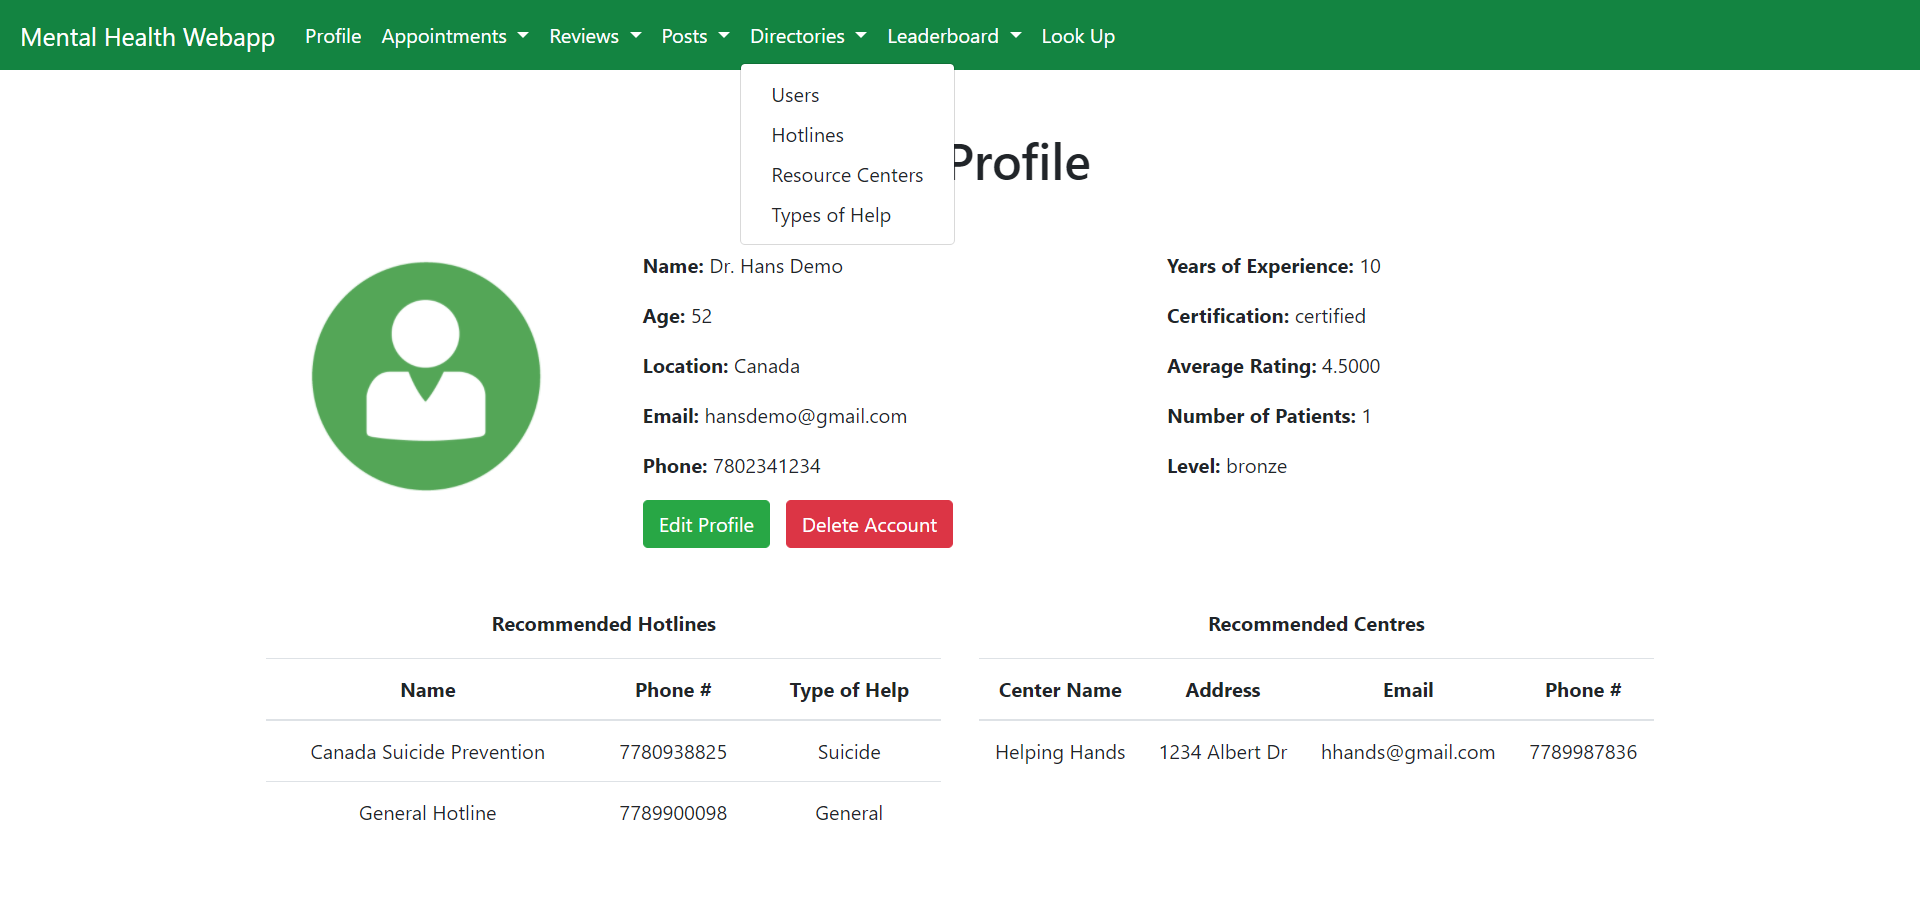 Mental Health Webapp Profile Appointments Reviews Posts Directories Leaderboard Look Up
Users
Hotlines
Resource Centers
Types of Help
Profile
Name: Dr. Hans Demo
Age: 52
Location: Canada
Email: hansdemo@gmail.com
Phone: 7802341234
Years of Experience: 10
Certification: certified
Average Rating: 4.5000
Number of Patients: 1
Level: bronze
Edit Profile Delete Account
Recommended Hotlines
Name Phone # Type of Help
Canada Suicide Prevention 7780938825 Suicide
General Hotline 7789900098 General
Recommended Centres
Center Name Address Email Phone #
Helping Hands 1234 Albert Dr hhands@gmail.com 7789987836